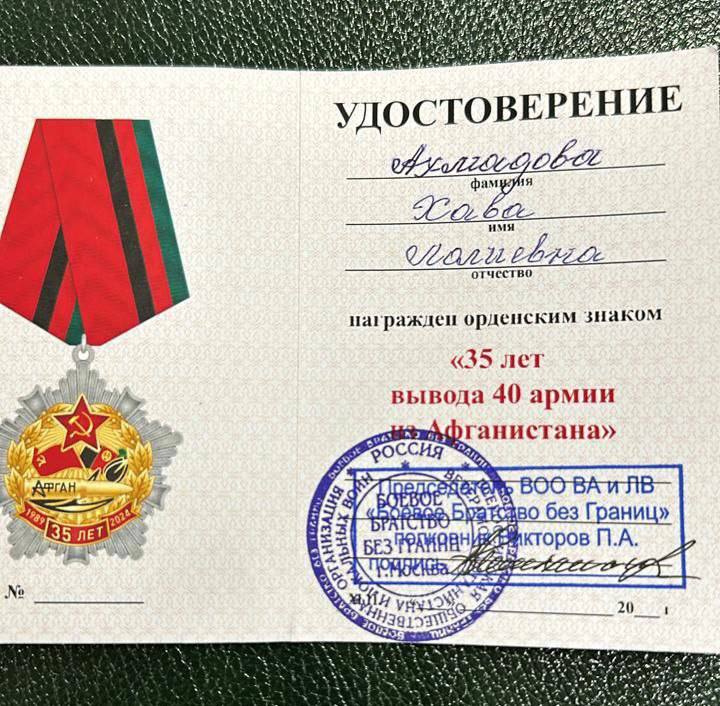 АФГАН
1989 35 ЛЕТ 2024
№
УДОСТОВЕРЕНИЕ
Ахмадова
фамилия
Хава
имя
отчество
награжден орденским знаком
«35 лет
вывода 40 армии
из Афганистана»
Председатель ВОО ВА и ЛВ
«Боевое Братство без Границ»
полковник Викторов П.А.
подпись
РОССИЯ
БОЕВОЕ
БРАТСТВО
БЕЗ ГРАНИЦ
г.Москва
М.П.
20 г